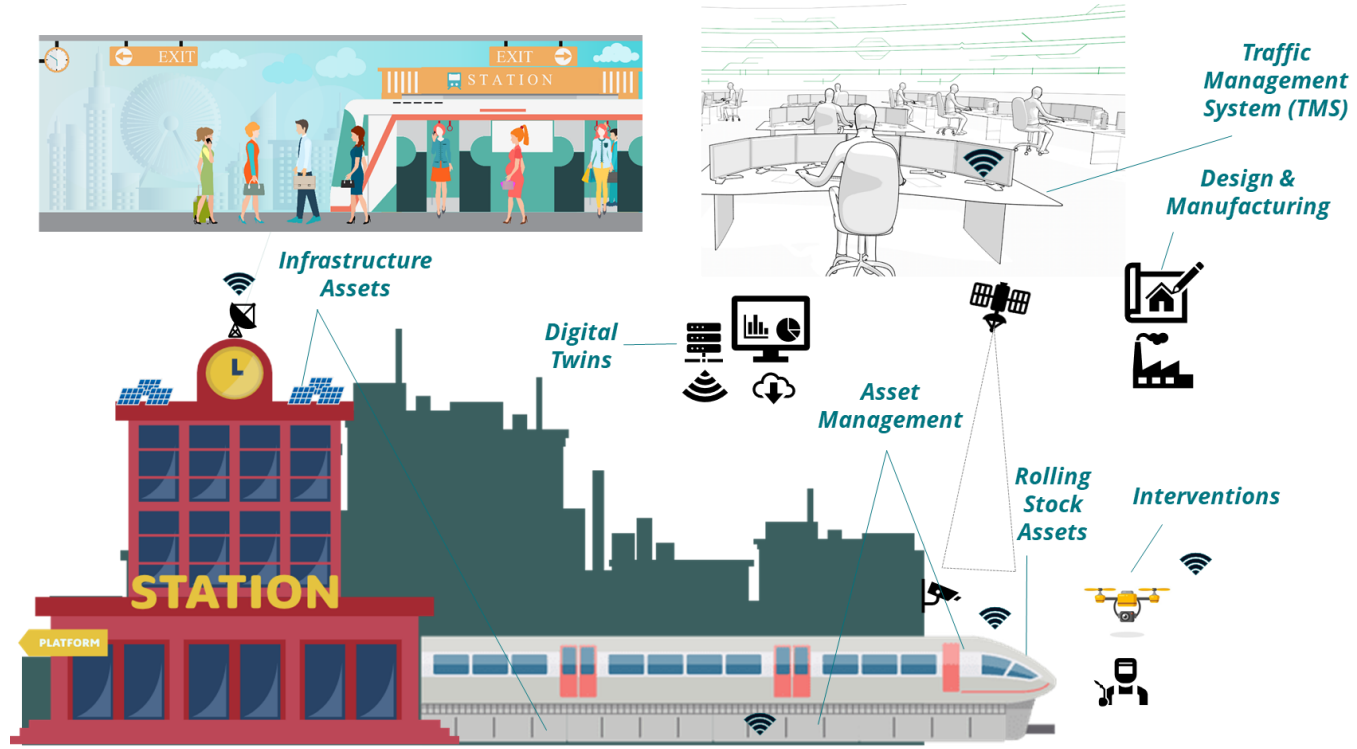 EXIT
EXIT
STATION
Traffic
Management
System (TMS)
Design &
Manufacturing
Infrastructure
Assets
Digital
Twins
Asset
Management
Rolling
Stock
Assets
Interventions
STATION
PLATFORM